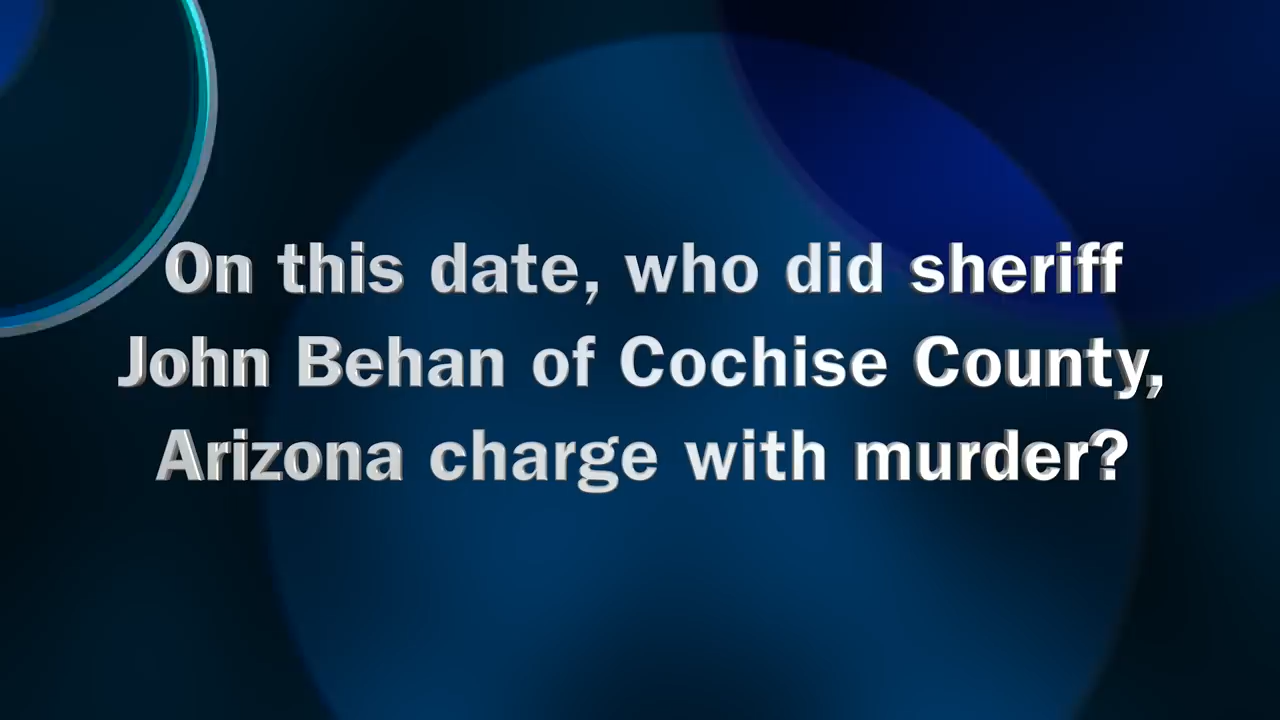 On this date, who did sheriff
John Behan of Cochise County,
Arizona charge with murder?